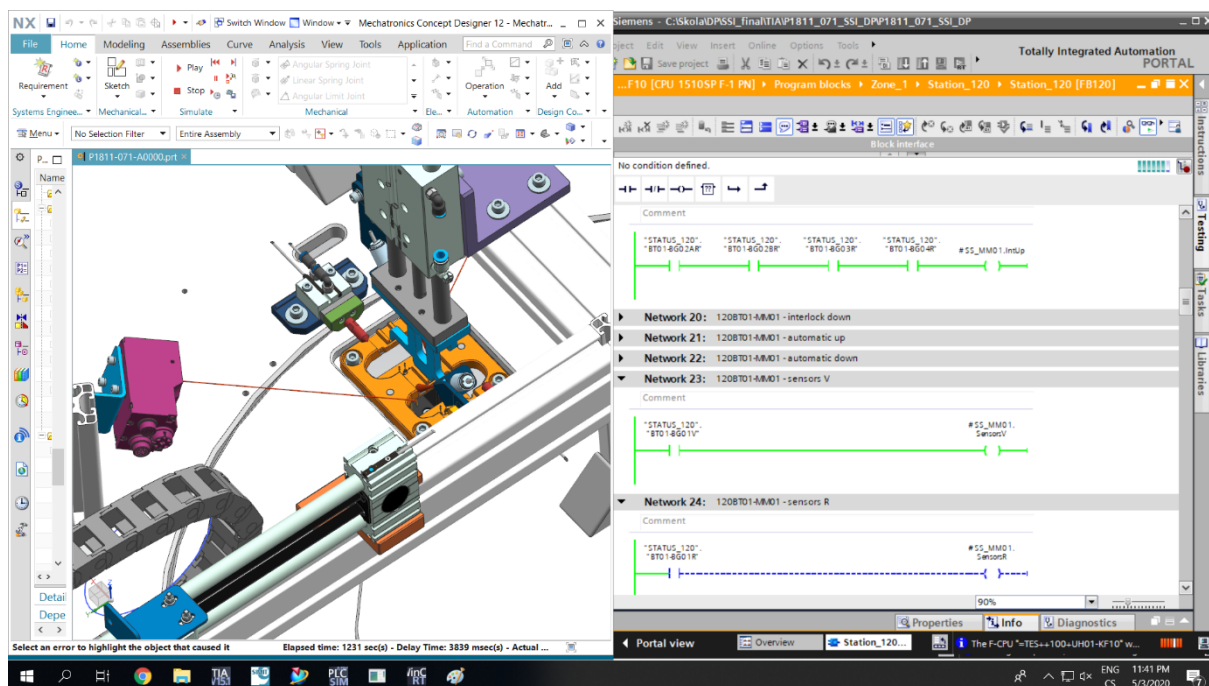 NX
Switch Window
Window
Mechatronics Concept Designer 12 - Mechatr...
File Home Modeling Assemblies Curve Analysis View Tools Application Find a Command
Requirement
Sketch
Play
Stop
Angular Spring Joint
Linear Spring Joint
Angular Limit Joint
Operation
Add
Systems Enginee... Mechanical... Simulate Mechanical Ele... Automation Design Co...
Menu No Selection Filter Entire Assembly
P...
P1811-071-A0000.prt
Name
Detail
Depe
Select an error to highlight the object that caused it Elapsed time: 1231 sec(s) - Delay Time: 3839 msec(s) - Actual ...
Siemens - C:\Skola\DP\SSI_final\TIA\P1811_071_SSI_DP\P1811_071_SSI_DP
oject Edit View Insert Online Options Tools
Totally Integrated Automation
PORTAL
Save project
...F10 [CPU 1510SP F-1 PN] Program blocks Zone_1 Station_120 Station_120 [FB120]
Block interface
No condition defined.
Comment
"STATUS_120". "STATUS_120". "STATUS_120". "STATUS_120".
"BT01-BG02AR" "BT01-BG02BR" "BT01-BG03R" "BT01-BG04R" #SS_MM01.IntUp
Network 20: 120BT01-MM01 - interlock down
Network 21: 120BT01-MM01 - automatic up
Network 22: 120BT01-MM01 - automatic down
Network 23: 120BT01-MM01 - sensors V
Comment
"STATUS_120". #SS_MM01.
"BT01-BG01V" SensorsV
Network 24: 120BT01-MM01 - sensors R
Comment
"STATUS_120". #SS_MM01.
"BT01-BG01R" SensorsR
90%
Instructions
Testing
Tasks
Libraries
Properties Info Diagnostics
Portal view Overview Station_120... The F-CPU "=TES++100+UH01-KF10" w...
TIA
V15.1
PLC
SIM
RT
ENG 11:41 PM
CS 5/3/2020